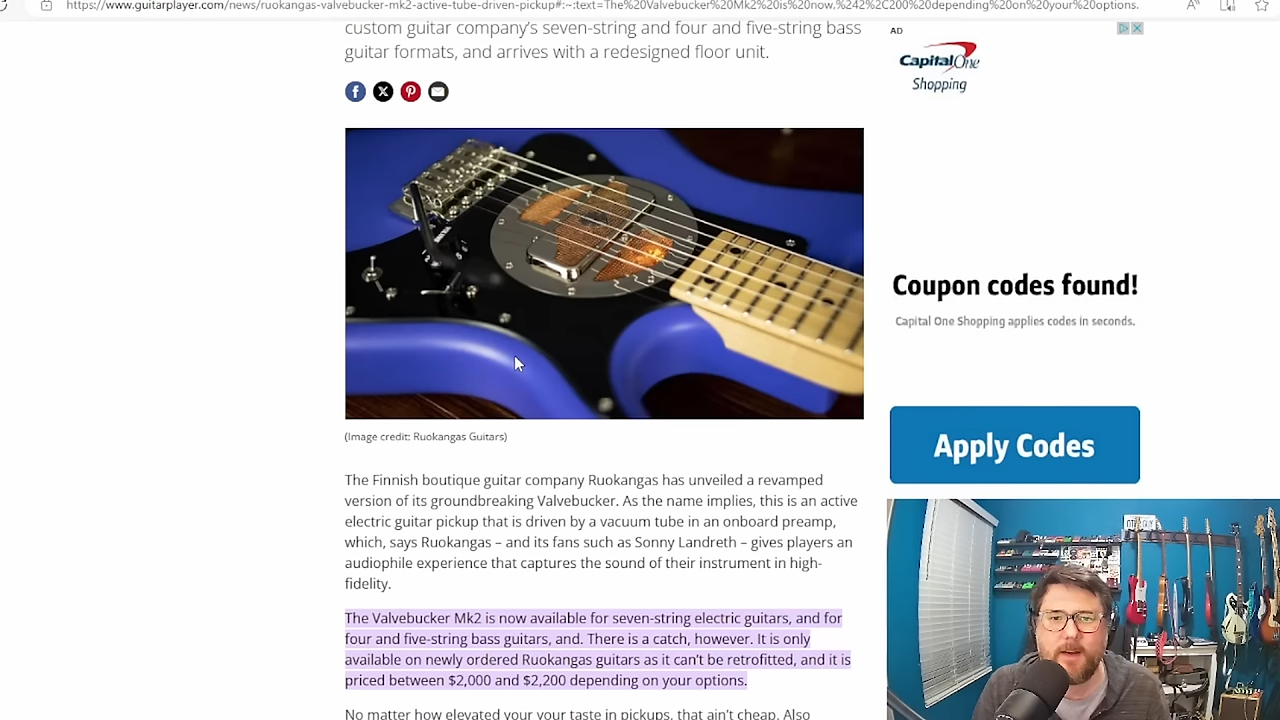 https://www.guitarplayer.com/news/ruokangas-valvebucker-mk2-active-tube-driven-pickup#:~:text=The%20Valvebucker%20Mk2%20is%20now,%242%2C200%20depending%20on%20your%20options.
custom guitar company's seven-string and four and five-string bass
guitar formats, and arrives with a redesigned floor unit.
AD
Capital One
Shopping
Coupon codes found!
Capital One Shopping applies codes in seconds.
Apply Codes
(Image credit: Ruokangas Guitars)
The Finnish boutique guitar company Ruokangas has unveiled a revamped
version of its groundbreaking Valvebucker. As the name implies, this is an active
electric guitar pickup that is driven by a vacuum tube in an onboard preamp,
which, says Ruokangas – and its fans such as Sonny Landreth – gives players an
audiophile experience that captures the sound of their instrument in high-
fidelity.
The Valvebucker Mk2 is now available for seven-string electric guitars, and for
four and five-string bass guitars, and. There is a catch, however. It is only
available on newly ordered Ruokangas guitars as it can't be retrofitted, and it is
priced between $2,000 and $2,200 depending on your options.
No matter how elevated your your taste in pickups, that ain't cheap. Also